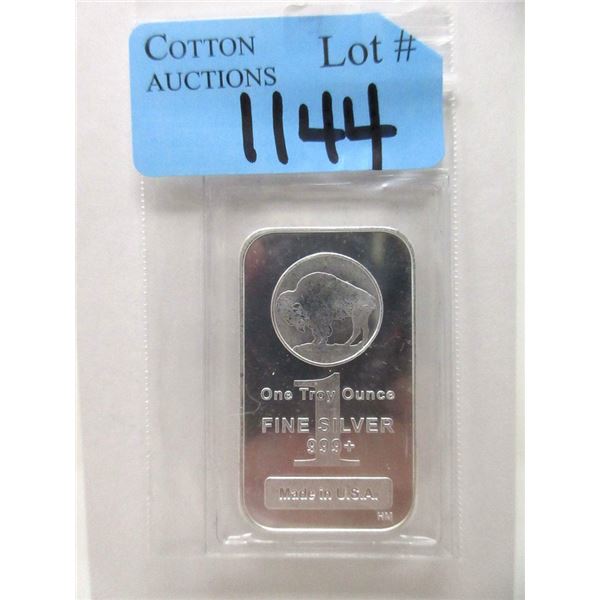 COTTON
AUCTIONS
Lot #
1144
One Troy Ounce
1
FINE SILVER
999+
Made in U.S.A.
HM